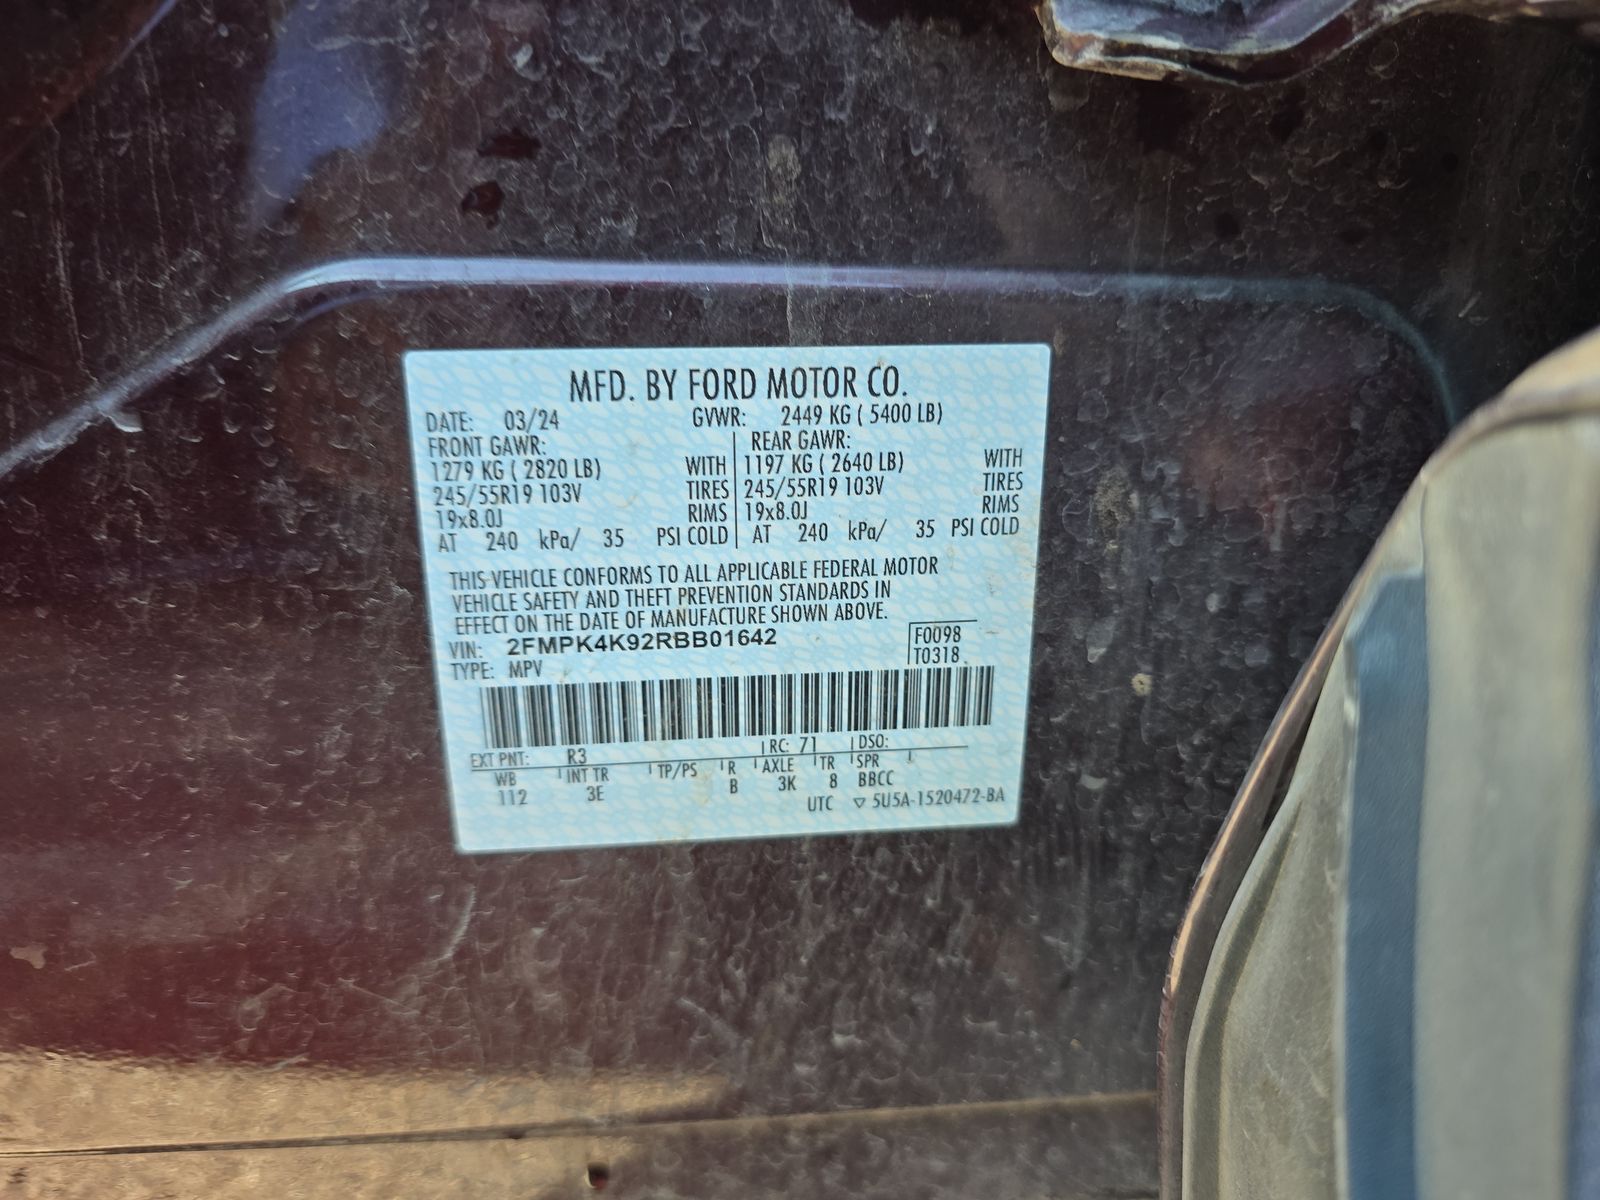 MFD. BY FORD MOTOR CO.
DATE: 03/24 GVWR: 2449 KG ( 5400 LB)
FRONT GAWR: REAR GAWR:
1279 KG ( 2820 LB) WITH 1197 KG ( 2640 LB) WITH
245/55R19 103V TIRES 245/55R19 103V TIRES
19x8.0J RIMS 19x8.0J RIMS
AT 240 kPa/ 35 PSI COLD AT 240 kPa/ 35 PSI COLD
THIS VEHICLE CONFORMS TO ALL APPLICABLE FEDERAL MOTOR
VEHICLE SAFETY AND THEFT PREVENTION STANDARDS IN
EFFECT ON THE DATE OF MANUFACTURE SHOWN ABOVE.
VIN: 2FMPK4K92RBB01642 F0098
TYPE: MPV T0318
EXT PNT: R3 RC: 71 DSO:
WB INT TR TP/PS R AXLE TR SPR
112 3E B 3K 8 BBCC
UTC ▽ 5U5A-1520472-BA